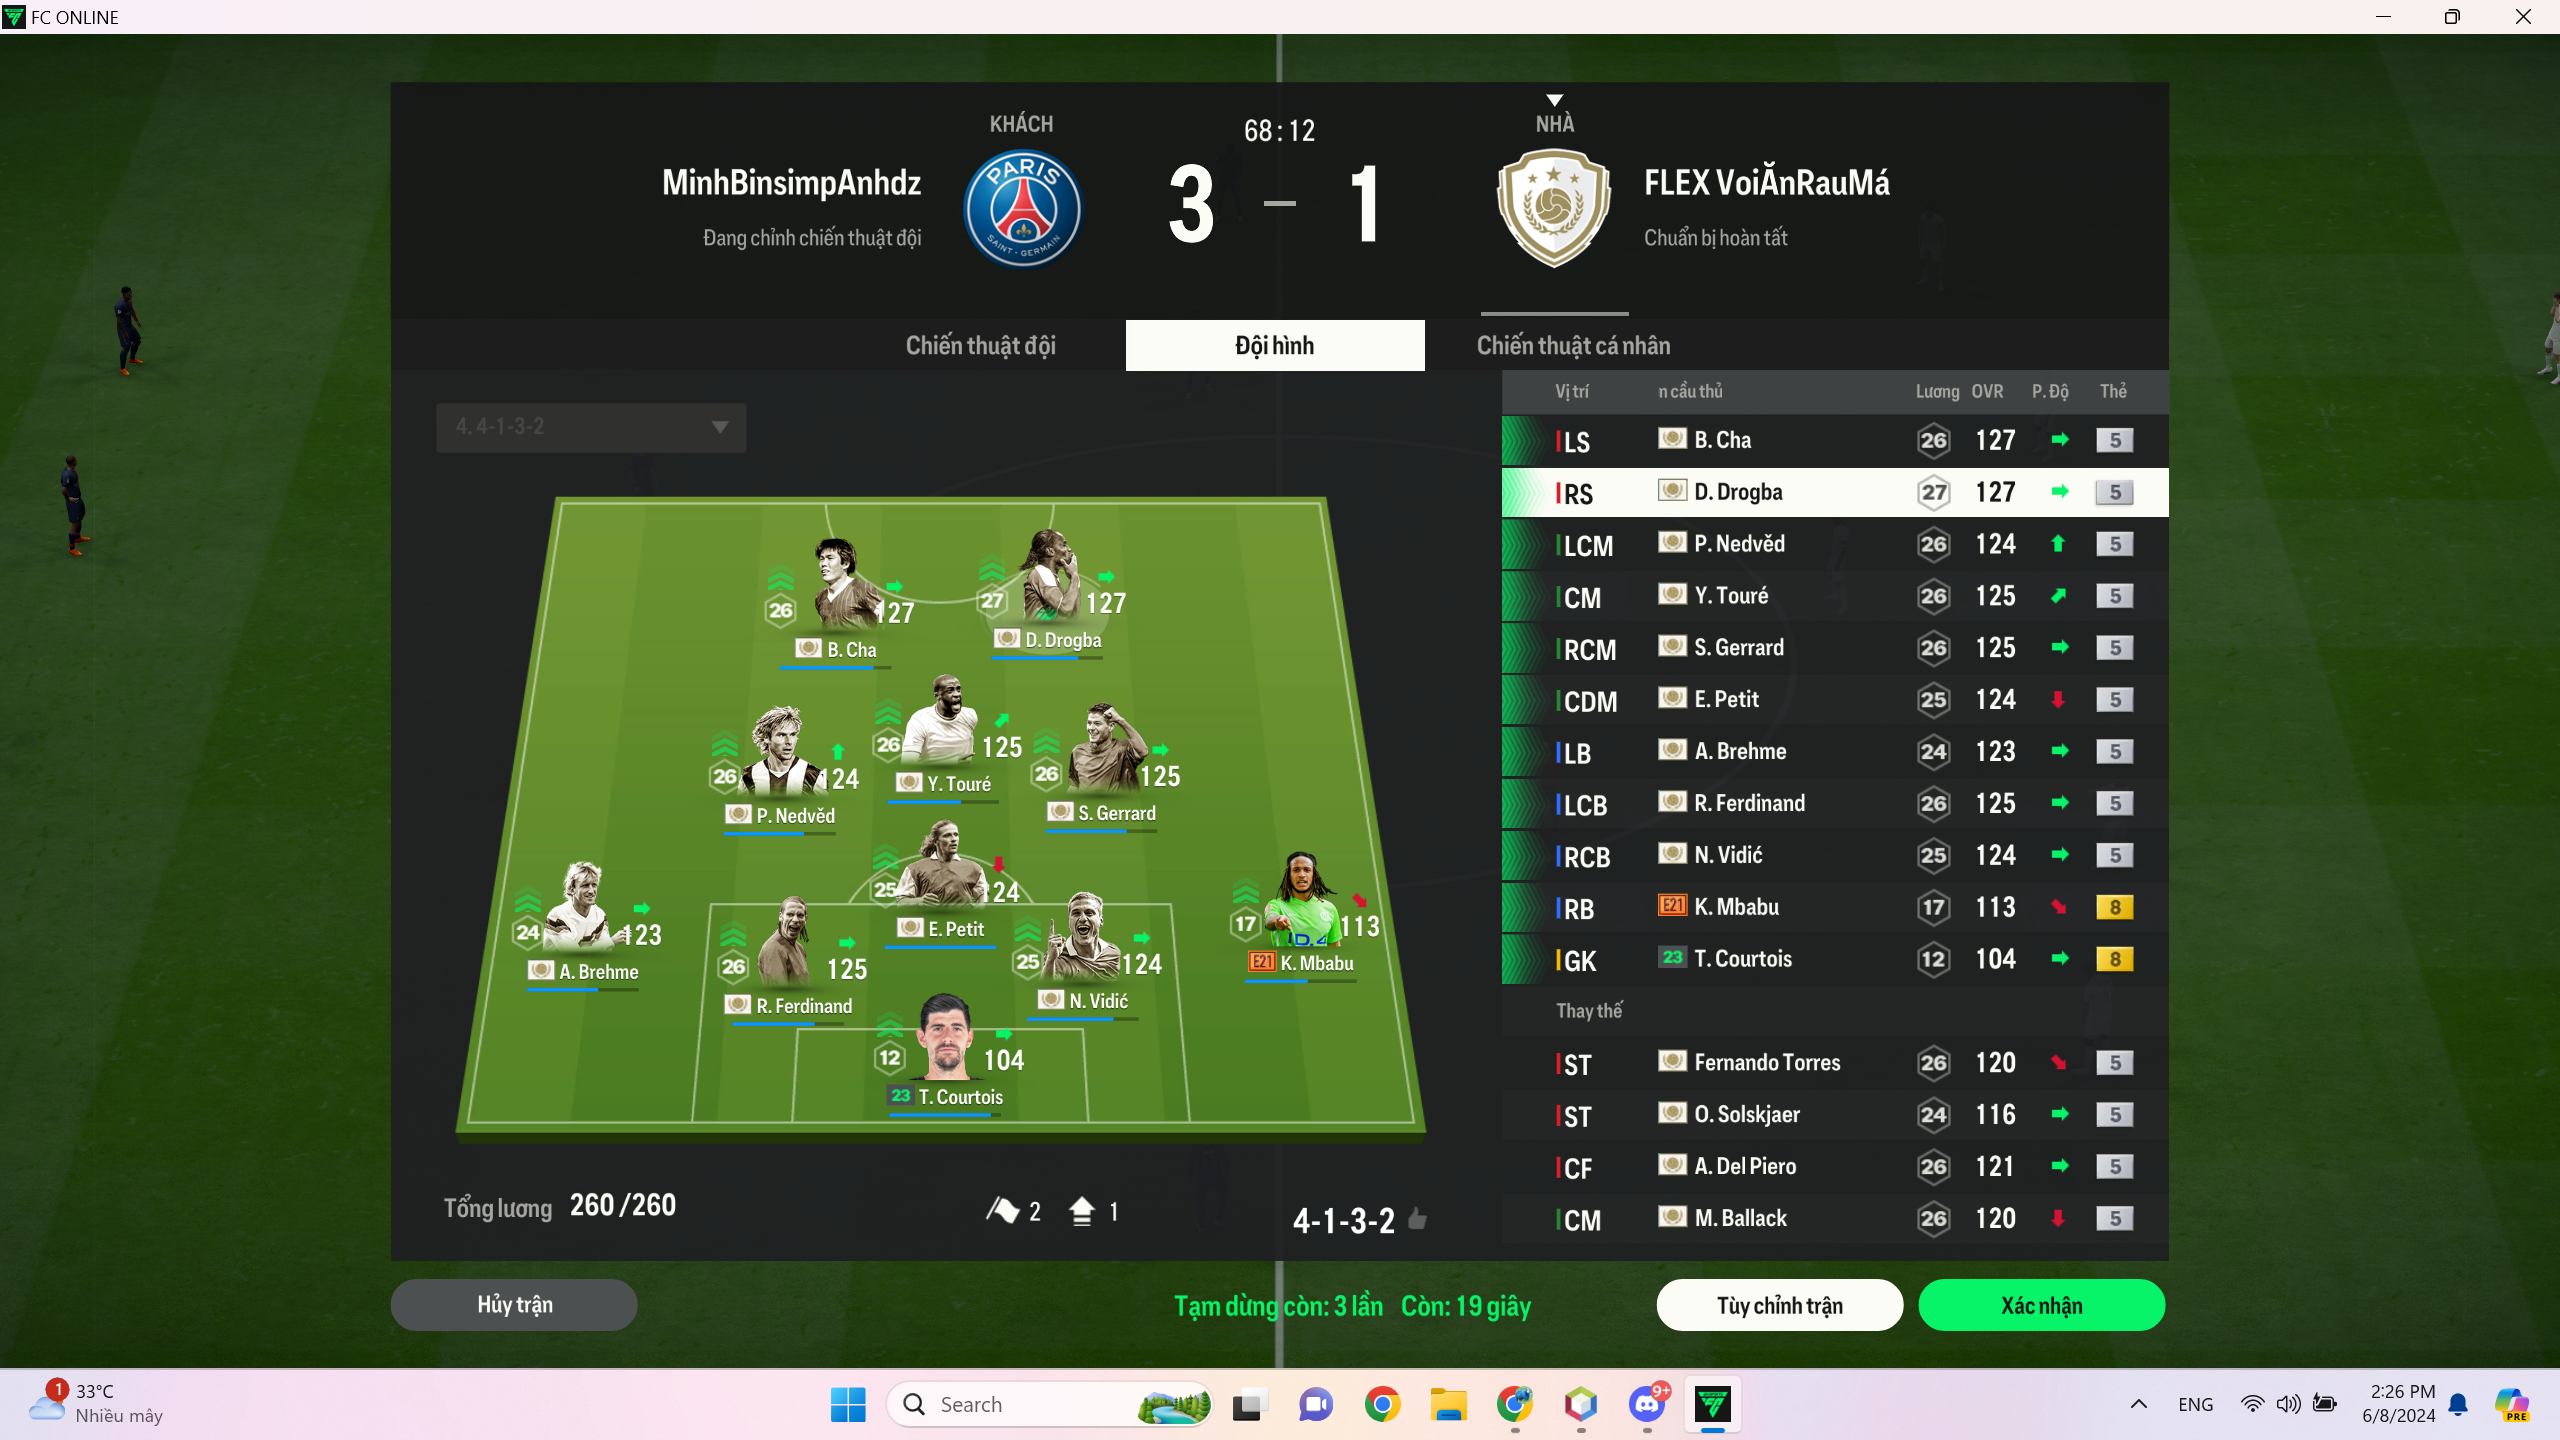 FC ONLINE
KHÁCH
68:12
NHÀ
MinhBinsimpAnhdz
PARIS
SAINT-GERMAIN
3 – 1
FLEX VoiĂnRauMá
Đang chỉnh chiến thuật đội
Chuẩn bị hoàn tất
Chiến thuật đội
Đội hình
Chiến thuật cá nhân
4. 4-1-3-2
26
127
B. Cha
27
127
D. Drogba
26
124
P. Nedvěd
26
125
Y. Touré
26
125
S. Gerrard
25
124
E. Petit
24
123
A. Brehme
26
125
R. Ferdinand
25
124
N. Vidić
17
113
E21 K. Mbabu
12
104
23 T. Courtois
Tổng lương 260/260
2
1
4-1-3-2
Vị trí n cầu thủ Lương OVR P. Độ Thẻ
LS B. Cha 26 127 5
RS D. Drogba 27 127 5
LCM P. Nedvěd 26 124 5
CM Y. Touré 26 125 5
RCM S. Gerrard 26 125 5
CDM E. Petit 25 124 5
LB A. Brehme 24 123 5
LCB R. Ferdinand 26 125 5
RCB N. Vidić 25 124 5
RB E21 K. Mbabu 17 113 8
GK 23 T. Courtois 12 104 8
Thay thế
ST Fernando Torres 26 120 5
ST O. Solskjaer 24 116 5
CF A. Del Piero 26 121 5
CM M. Ballack 26 120 5
Hủy trận
Tạm dừng còn: 3 lần Còn: 19 giây
Tùy chỉnh trận
Xác nhận
1
33°C
Nhiều mây
Search
9+
ENG
2:26 PM
6/8/2024
PRE